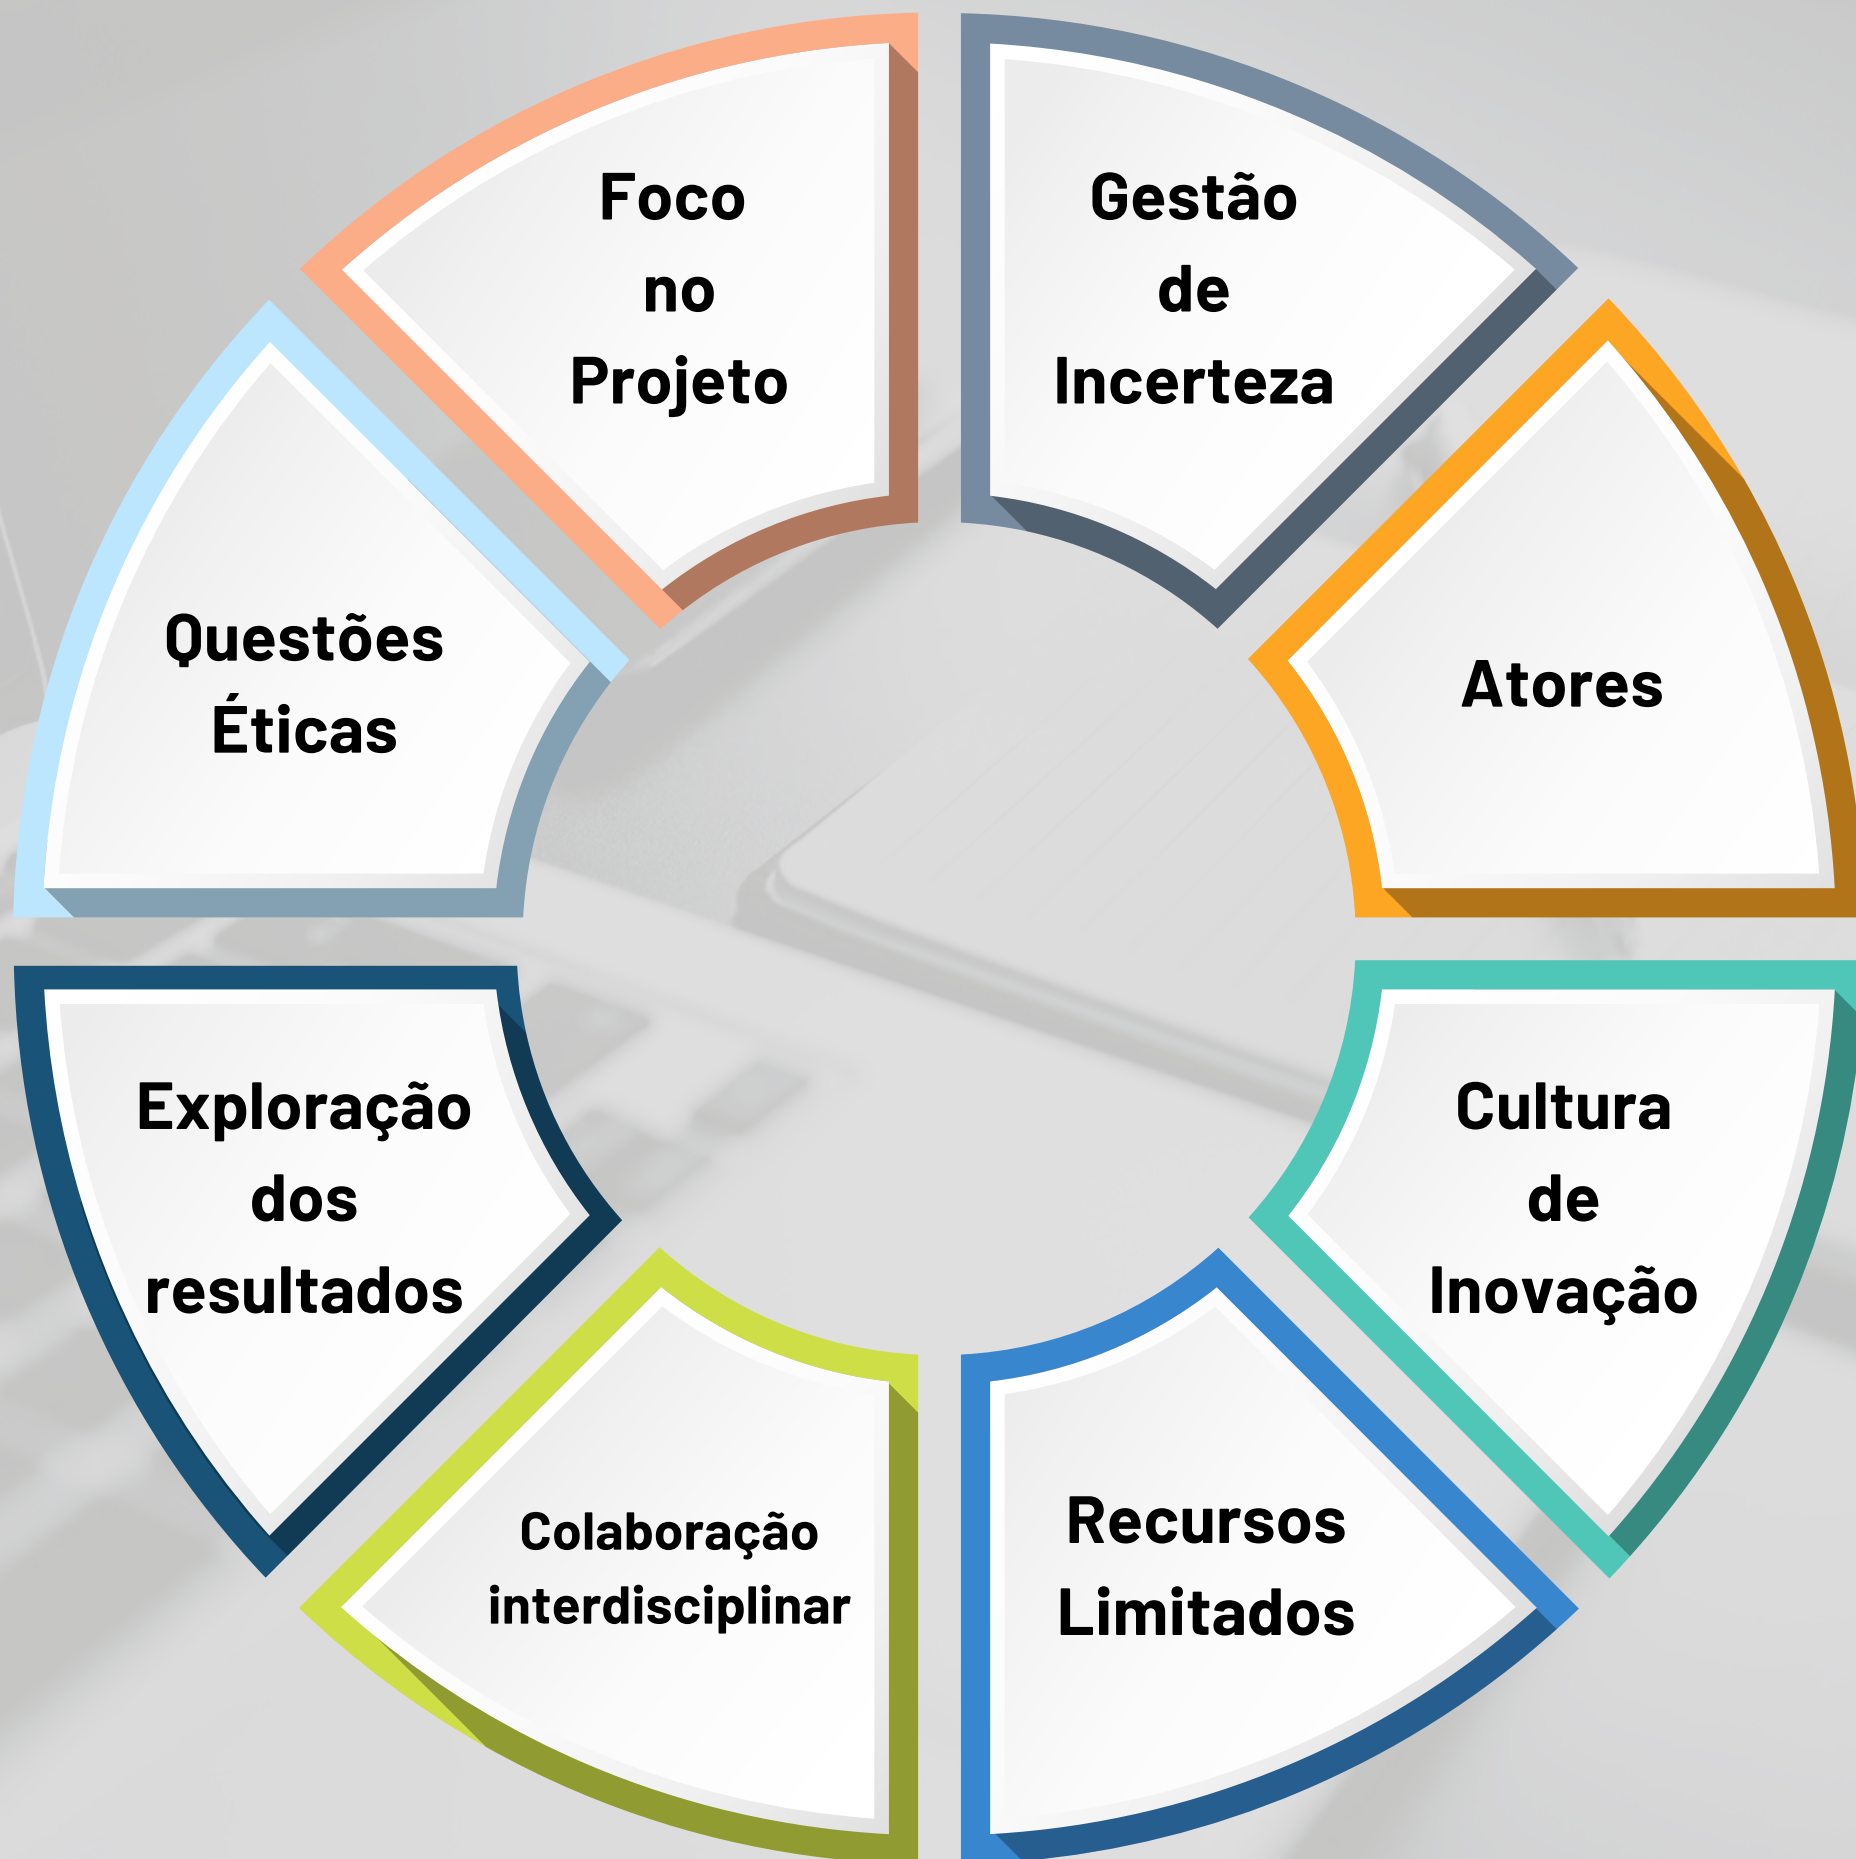 Foco
no
Projeto
Gestão
de
Incerteza
Atores
Cultura
de
Inovação
Recursos
Limitados
Colaboração
interdisciplinar
Exploração
dos
resultados
Questões
Éticas